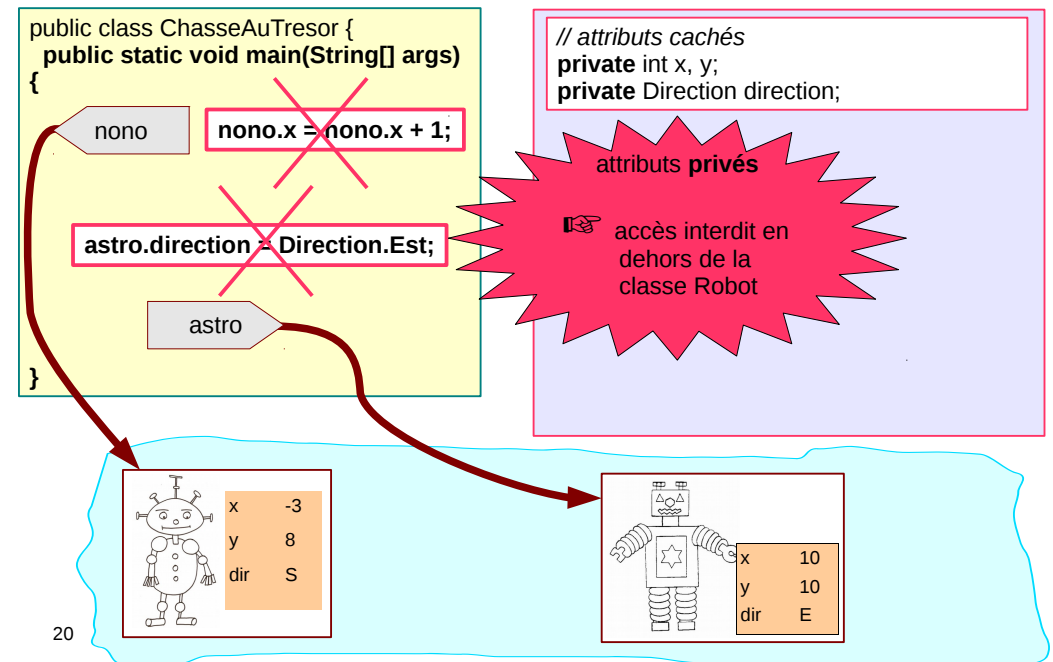 public class ChasseAuTresor {
public static void main(String[] args)
{
nono
nono.x = nono.x + 1;
astro.direction = Direction.Est;
astro
}
// attributs cachés
private int x, y;
private Direction direction;
attributs privés
☞ accès interdit en
dehors de la
classe Robot
x -3
y 8
dir S
x 10
y 10
dir E
20